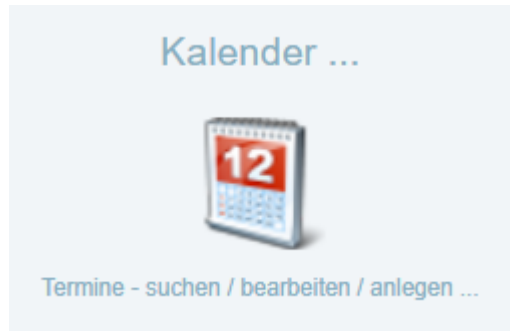 Kalender ...
12
Termine - suchen / bearbeiten / anlegen ...